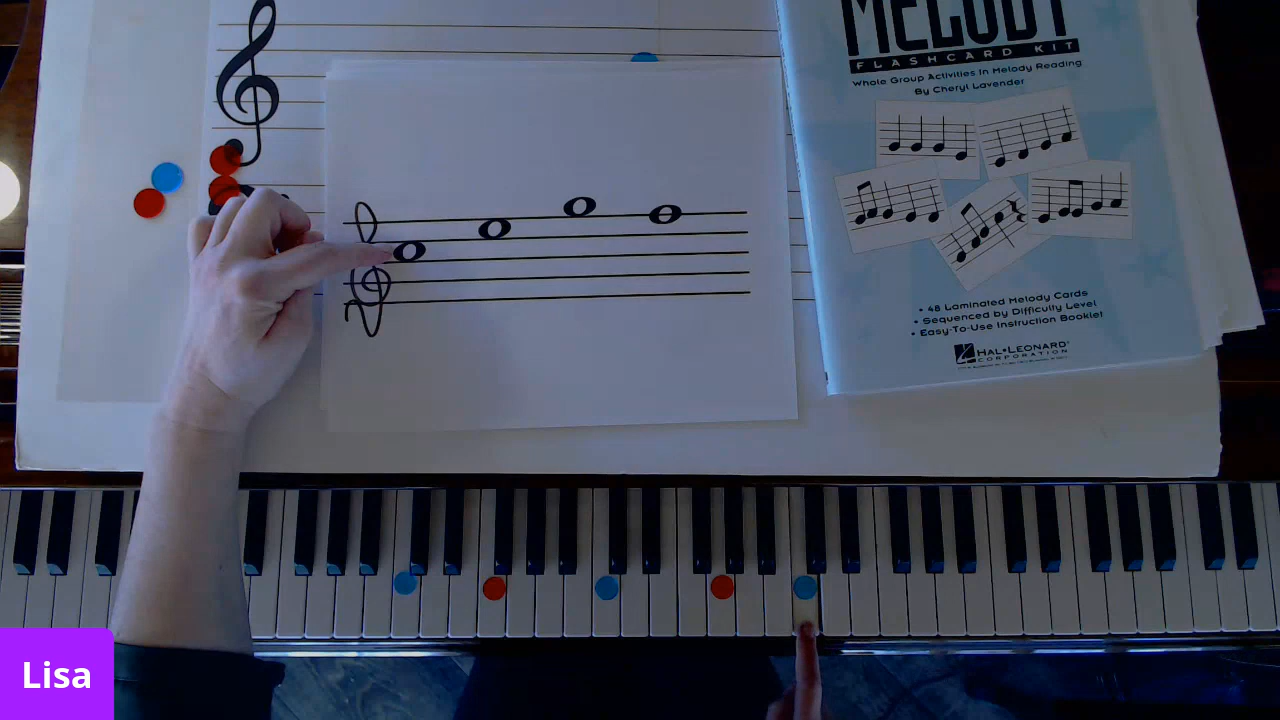 MELODY
FLASHCARD KIT
Whole Group Activities In Melody Reading
By Cheryl Lavender
• 48 Laminated Melody Cards
• Sequenced by Difficulty Level
• Easy-To-Use Instruction Booklet
HAL•LEONARD®
CORPORATION
Lisa